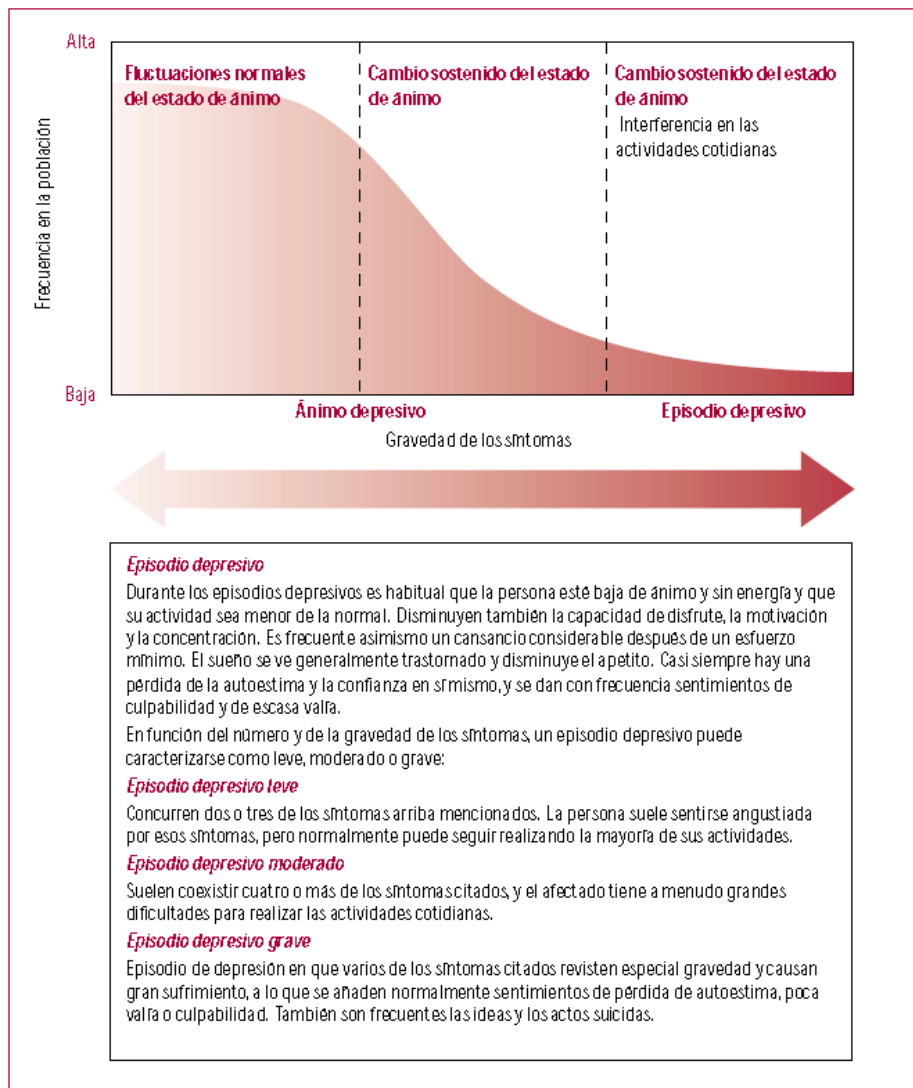 Alta
Fluctuaciones normales
del estado de ánimo
Cambio sostenido del estado
de ánimo
Cambio sostenido del estado
de ánimo
Interferencia en las
actividades cotidianas
Frecuencia en la población
Baja
Ánimo depresivo
Episodio depresivo
Gravedad de los síntomas
Episodio depresivo
Durante los episodios depresivos es habitual que la persona esté baja de ánimo y sin energía y que
su actividad sea menor de la normal. Disminuyen también la capacidad de disfrute, la motivación
y la concentración. Es frecuente asimismo un cansancio considerable después de un esfuerzo
mínimo. El sueño se ve generalmente trastornado y disminuye el apetito. Casi siempre hay una
pérdida de la autoestima y la confianza en sí mismo, y se dan con frecuencia sentimientos de
culpabilidad y de escasa valía.
En función del número y de la gravedad de los síntomas, un episodio depresivo puede
caracterizarse como leve, moderado o grave:
Episodio depresivo leve
Concurren dos o tres de los síntomas arriba mencionados. La persona suele sentirse angustiada
por esos síntomas, pero normalmente puede seguir realizando la mayoría de sus actividades.
Episodio depresivo moderado
Suelen coexistir cuatro o más de los síntomas citados, y el afectado tiene a menudo grandes
dificultades para realizar las actividades cotidianas.
Episodio depresivo grave
Episodio de depresión en que varios de los síntomas citados revisten especial gravedad y causan
gran sufrimiento, a lo que se añaden normalmente sentimientos de pérdida de autoestima, poca
valía o culpabilidad. También son frecuentes las ideas y los actos suicidas.